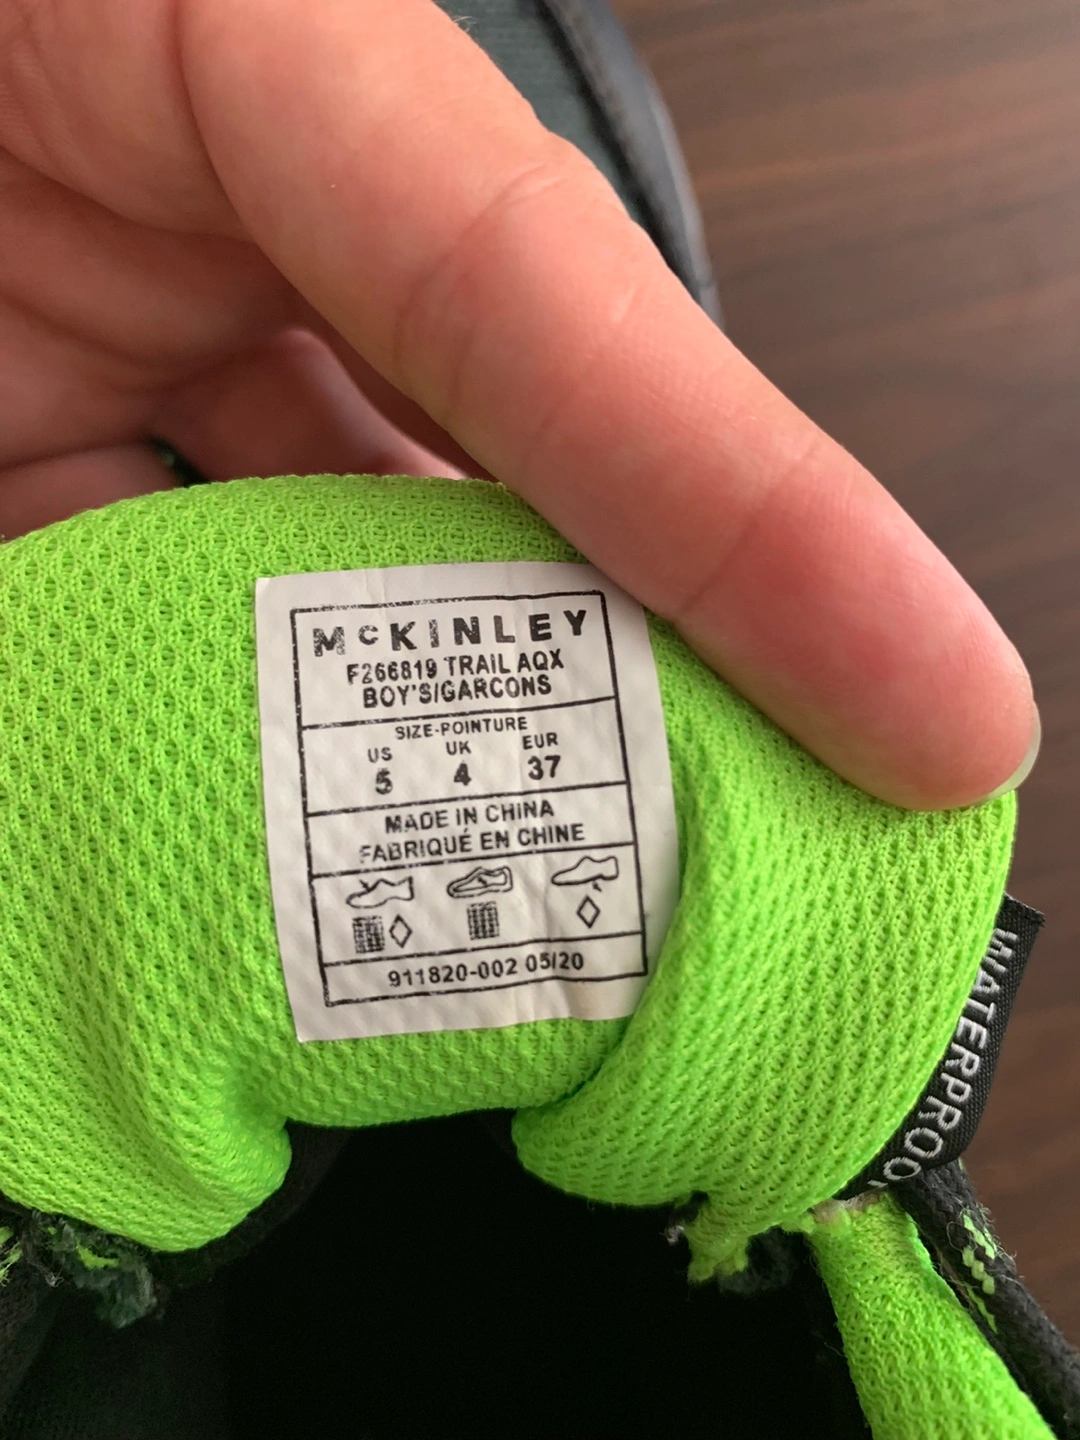 McKINLEY
F266819 TRAIL AQX
BOY'S/GARCONS
SIZE-POINTURE
US UK EUR
5 4 37
MADE IN CHINA
FABRIQUÉ EN CHINE
911820-002 05/20
WATERPROOF